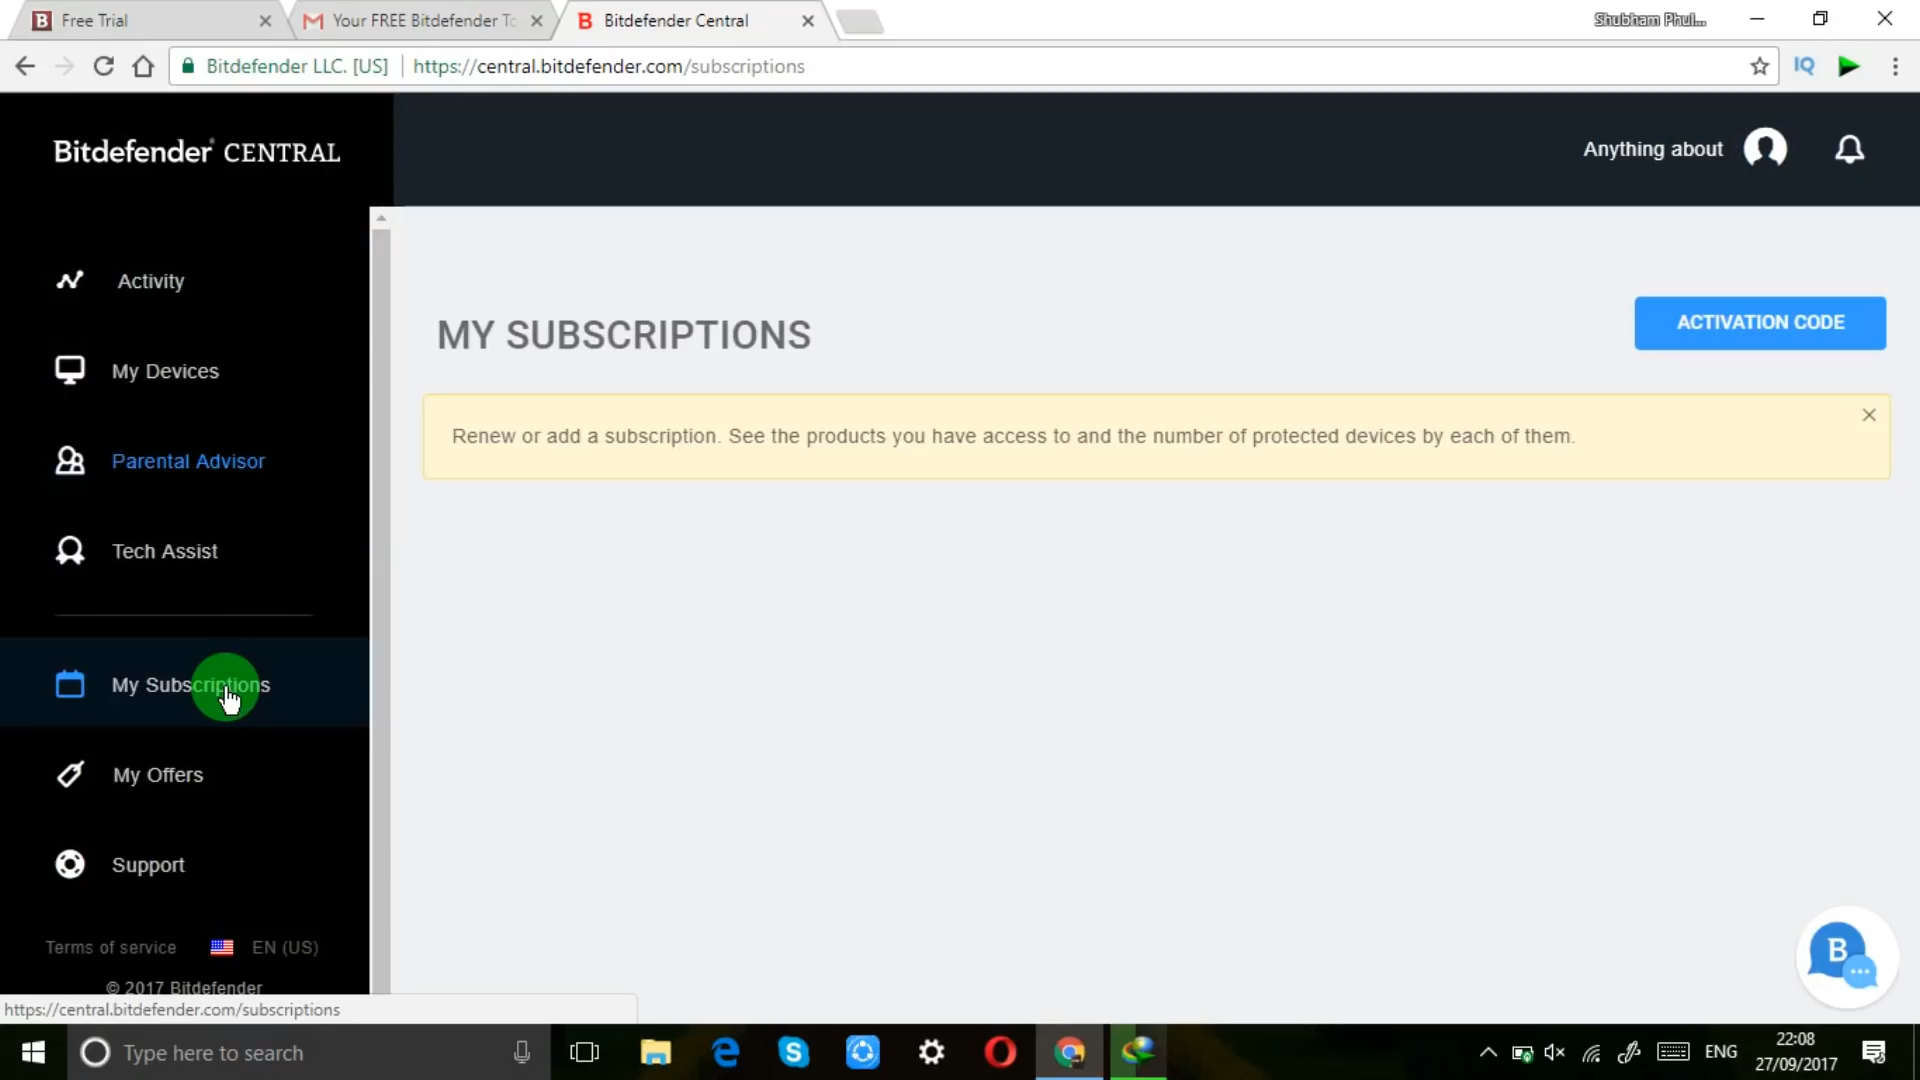 Free Trial
Your FREE Bitdefender To
Bitdefender Central
Shubham Phul...
Bitdefender LLC. [US]
https://central.bitdefender.com/subscriptions
IQ
Bitdefender® CENTRAL
Anything about
Activity
My Devices
Parental Advisor
Tech Assist
My Subscriptions
My Offers
Support
Terms of service
EN (US)
© 2017 Bitdefender
MY SUBSCRIPTIONS
ACTIVATION CODE
Renew or add a subscription. See the products you have access to and the number of protected devices by each of them.
B
https://central.bitdefender.com/subscriptions
Type here to search
ENG
22:08
27/09/2017